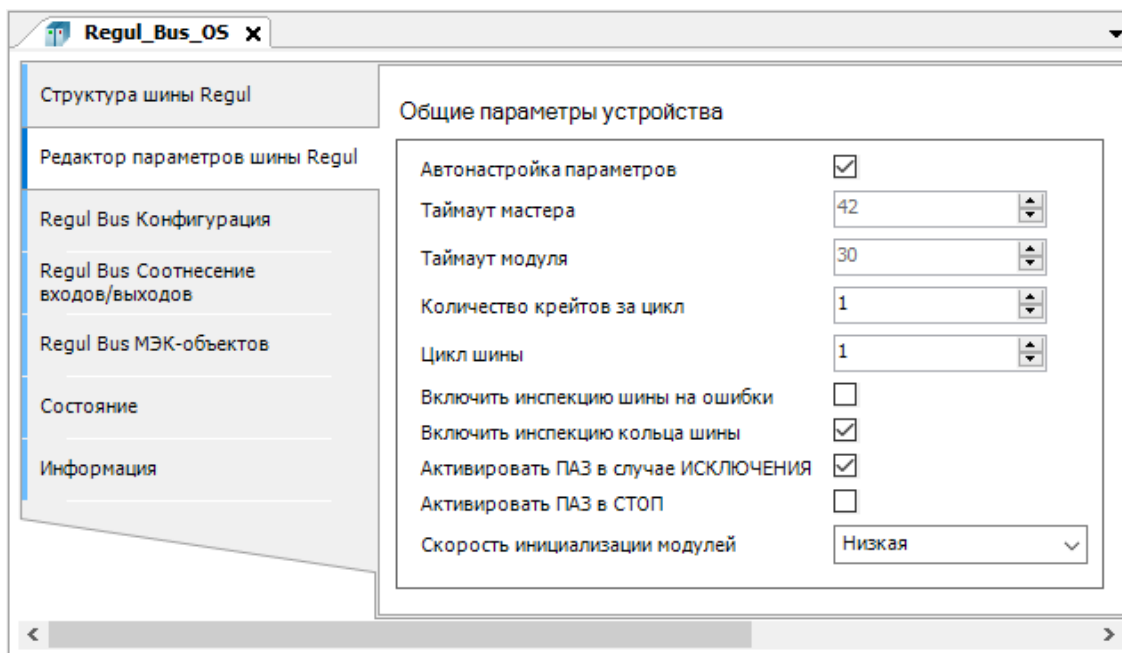 Regul_Bus_OS
Структура шины Regul
Редактор параметров шины Regul
Regul Bus Конфигурация
Regul Bus Соотнесение
входов/выходов
Regul Bus МЭК-объектов
Состояние
Информация
Общие параметры устройства
Автонастройка параметров
Таймаут мастера 42
Таймаут модуля 30
Количество крейтов за цикл 1
Цикл шины 1
Включить инспекцию шины на ошибки
Включить инспекцию кольца шины
Активировать ПАЗ в случае ИСКЛЮЧЕНИЯ
Активировать ПАЗ в СТОП
Скорость инициализации модулей Низкая